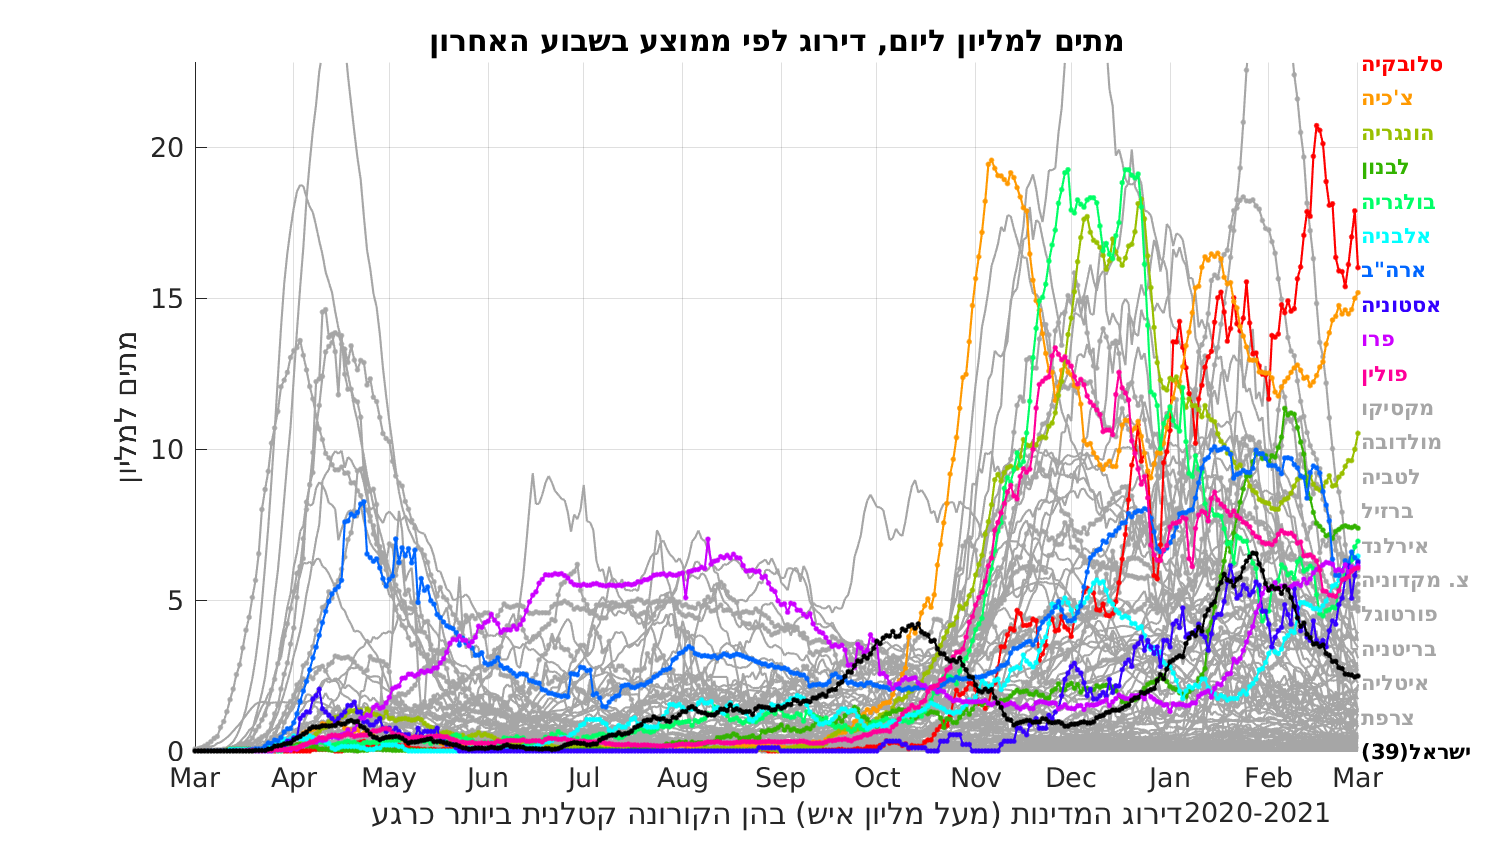 מתים למליון ליום, דירוג לפי ממוצע בשבוע האחרון
מתים למליון
20
15
10
5
0
Mar Apr May Jun Jul Aug Sep Oct Nov Dec Jan Feb Mar
דירוג המדינות (מעל מליון איש) בהן הקורונה קטלנית ביותר כרגע2020-2021
סלובקיה
צ'כיה
הונגריה
לבנון
בולגריה
אלבניה
ארה"ב
אסטוניה
פרו
פולין
מקסיקו
מולדובה
לטביה
ברזיל
אירלנד
צ. מקדוניה
פורטוגל
בריטניה
איטליה
צרפת
ישראל(39)